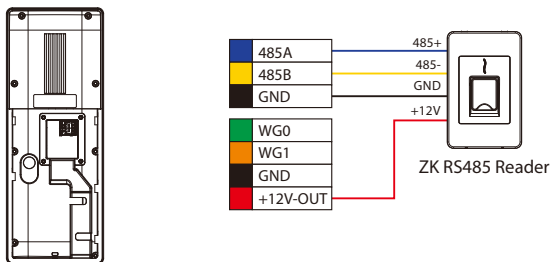 485A
485B
GND
WG0
WG1
GND
+12V-OUT
485+
485-
GND
+12V
ZK RS485 Reader